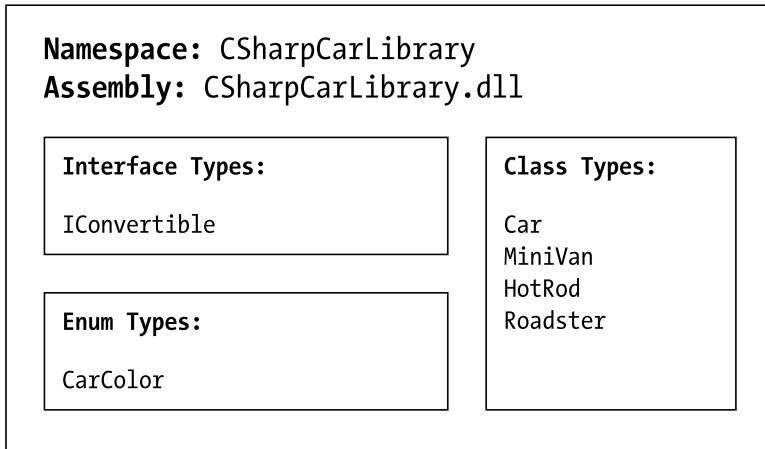 Namespace: CSharpCarLibrary
Assembly: CSharpCarLibrary.dll
Interface Types:
IConvertible
Enum Types:
CarColor
Class Types:
Car
MiniVan
HotRod
Roadster